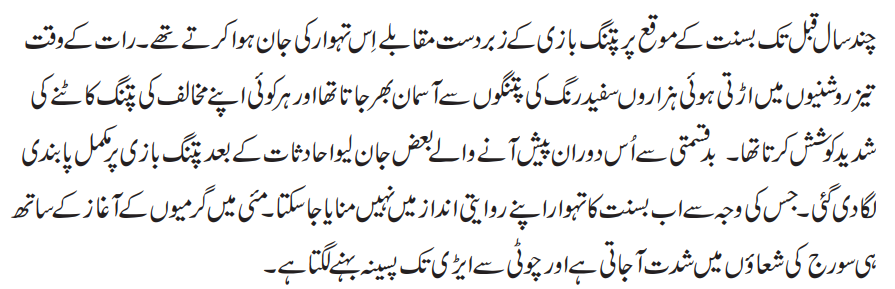 چند سال قبل تک بسنت کے موقع پر پتنگ بازی کے زبردست مقابلے اِس تہوار کی جان ہوا کرتے تھے۔ رات کے وقت
تیز روشنیوں میں اڑتی ہوئی ہزاروں سفید رنگ کی پتنگوں سے آسمان بھر جاتا تھا اور ہر کوئی اپنے مخالف کی پتنگ کاٹنے کی
شدید کوشش کرتا تھا۔ بدقسمتی سے اُس دوران پیش آنے والے بعض جان لیوا حادثات کے بعد پتنگ بازی پر مکمل پابندی
لگا دی گئی۔ جس کی وجہ سے اب بسنت کا تہوار اپنے روایتی انداز میں نہیں منایا جا سکتا۔ مئی میں گرمیوں کے آغاز کے ساتھ
ہی سورج کی شعاؤں میں شدت آ جاتی ہے اور چوٹی سے ایڑی تک پسینہ بہنے لگتا ہے۔